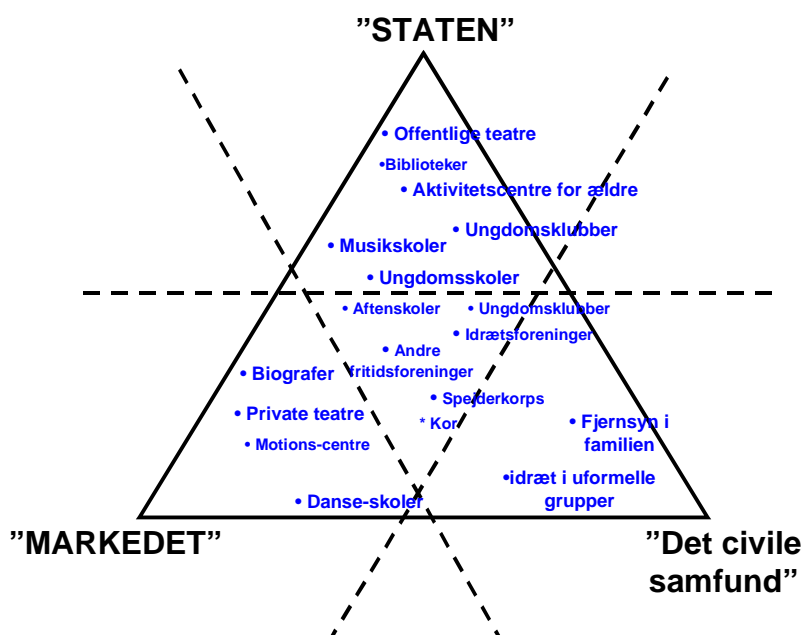 ”STATEN”
• Offentlige teatre
•Biblioteker
• Aktivitetscentre for ældre
• Ungdomsklubber
• Musikskoler
• Ungdomsskoler
• Aftenskoler
• Ungdomsklubber
• Idrætsforeninger
• Andre
fritidsforeninger
• Biografer
• Spejderkorps
• Private teatre
* Kor
• Fjernsyn i
familien
• Motions-centre
•idræt i uformelle
grupper
• Danse-skoler
”MARKEDET”
”Det civile
samfund”